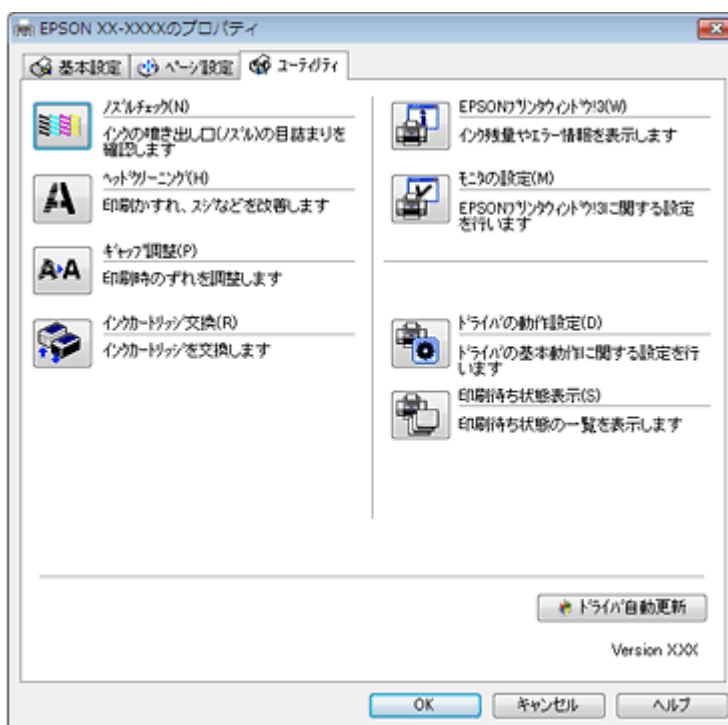 EPSON XX-XXXXのプロパティ
基本設定
ページ設定
ユーティリティ
ﾉｽﾞﾙﾁｪｯｸ(N)
ｲﾝｸの噴き出し口(ﾉｽﾞﾙ)の目詰まりを
確認します
ﾍｯﾄﾞｸﾘｰﾆﾝｸﾞ(H)
印刷かすれ、スジなどを改善します
ｷﾞｬｯﾌﾟ調整(P)
印刷時のずれを調整します
ｲﾝｸｶｰﾄﾘｯｼﾞ交換(R)
ｲﾝｸｶｰﾄﾘｯｼﾞを交換します
EPSONﾌﾟﾘﾝﾀｳｨﾝﾄﾞｳ!3(W)
ｲﾝｸ残量やｴﾗｰ情報を表示します
ﾓﾆﾀの設定(M)
EPSONﾌﾟﾘﾝﾀｳｨﾝﾄﾞｳ!3に関する設定
を行います
ﾄﾞﾗｲﾊﾞの動作設定(D)
ﾄﾞﾗｲﾊﾞの基本動作に関する設定を行
います
印刷待ち状態表示(S)
印刷待ち状態の一覧を表示します
ﾄﾞﾗｲﾊﾞ自動更新
Version X.XX
OK
キャンセル
ヘルプ